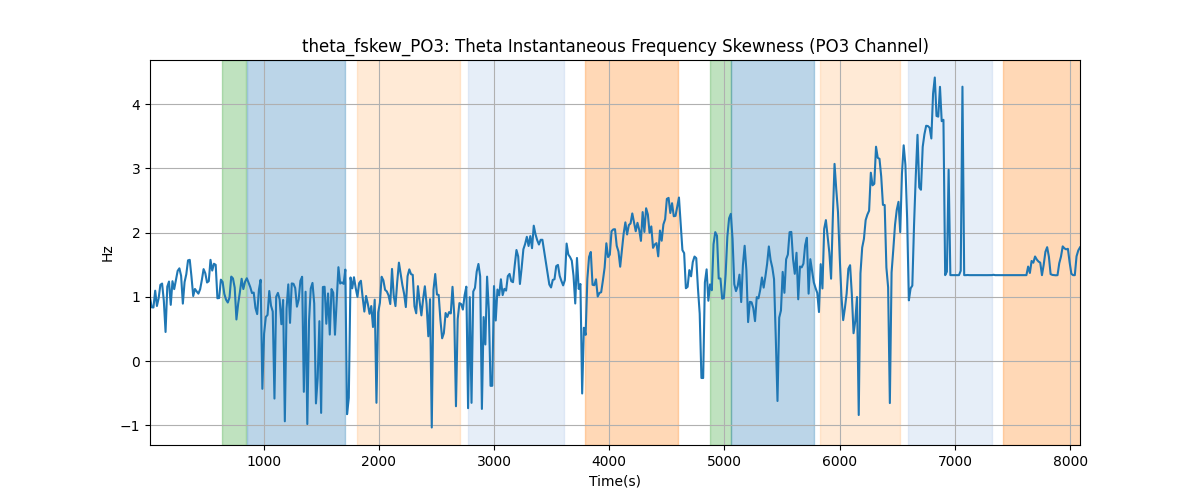 theta_fskew_PO3: Theta Instantaneous Frequency Skewness (PO3 Channel)
4
3
2
1
0
−1
Hz
1000 2000 3000 4000 5000 6000 7000 8000
Time(s)